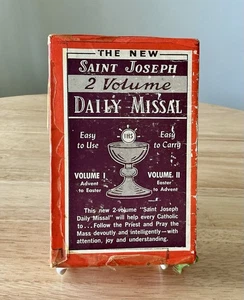 THE NEW
SAINT JOSEPH
2 Volume
DAILY MISSAL
Easy to Use
Easy to Carry
IHS
VOLUME I
Advent to Easter
VOLUME II
Easter to Advent
This new 2-volume "Saint Joseph
Daily Missal" will help every Catholic
to...Follow the Priest and Pray the
Mass devoutly and intelligently—with
attention, joy and understanding.